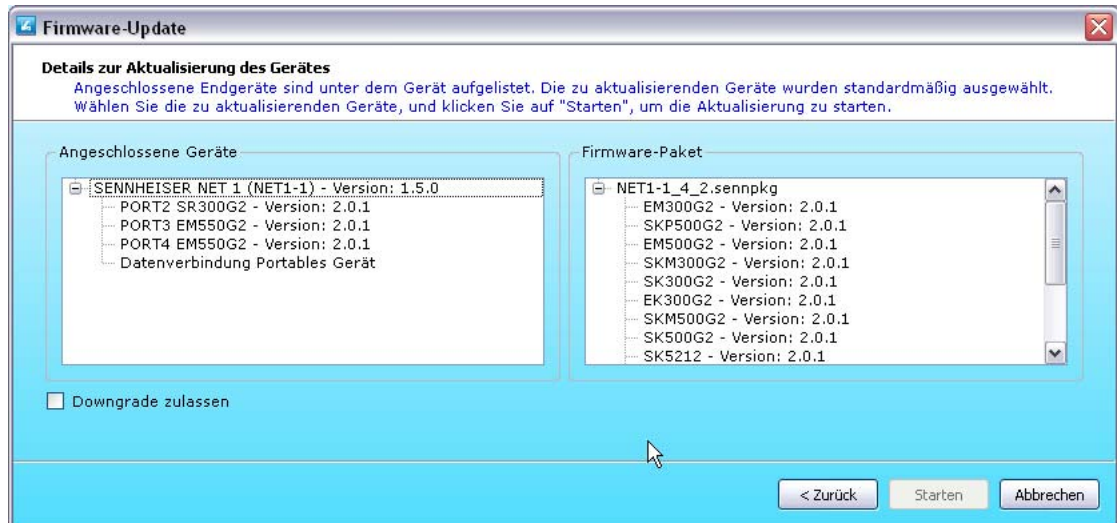 Firmware-Update
Details zur Aktualisierung des Gerätes
Angeschlossene Endgeräte sind unter dem Gerät aufgelistet. Die zu aktualisierenden Geräte wurden standardmäßig ausgewählt.
Wählen Sie die zu aktualisierenden Geräte, und klicken Sie auf "Starten", um die Aktualisierung zu starten.
Angeschlossene Geräte
SENNHEISER NET 1 (NET1-1) - Version: 1.5.0
PORT2 SR300G2 - Version: 2.0.1
PORT3 EM550G2 - Version: 2.0.1
PORT4 EM550G2 - Version: 2.0.1
Datenverbindung Portables Gerät
Firmware-Paket
NET1-1_4_2.sennpkg
EM300G2 - Version: 2.0.1
SKP500G2 - Version: 2.0.1
EM500G2 - Version: 2.0.1
SKM300G2 - Version: 2.0.1
SK300G2 - Version: 2.0.1
EK300G2 - Version: 2.0.1
SKM500G2 - Version: 2.0.1
SK500G2 - Version: 2.0.1
SK5212 - Version: 2.0.1
Downgrade zulassen
< Zurück
Starten
Abbrechen